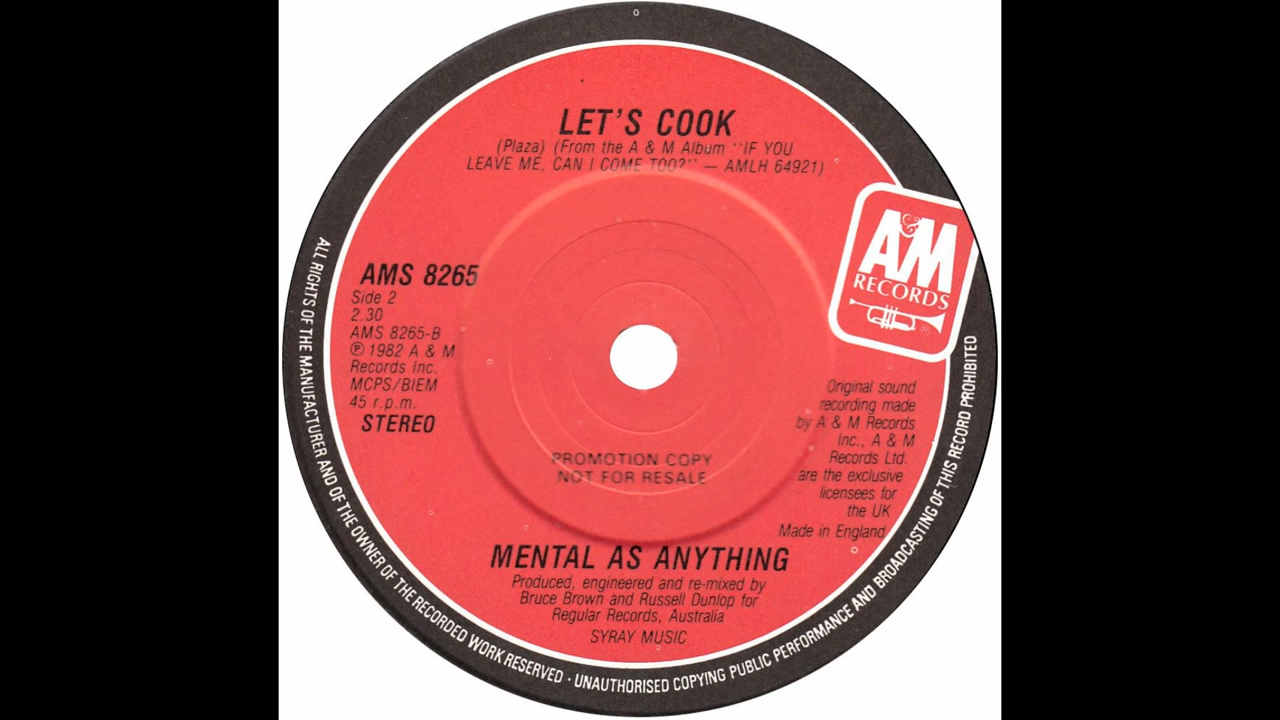 LET'S COOK
(Plaza) (From the A & M Album "IF YOU
LEAVE ME, CAN I COME TOO?" — AMLH 64921)
A&M
RECORDS
AMS 8265
Side 2
2.30
AMS 8265-B
℗ 1982 A & M
Records Inc.
MCPS/BIEM
45 r.p.m.
STEREO
Original sound
recording made
by A & M Records
Inc., A & M
Records Ltd.
are the exclusive
licensees for
the UK
Made in England
PROMOTION COPY
NOT FOR RESALE
MENTAL AS ANYTHING
Produced, engineered and re-mixed by
Bruce Brown and Russell Dunlop for
Regular Records, Australia
SYRAY MUSIC
ALL RIGHTS OF THE MANUFACTURER AND OF THE OWNER OF THE RECORDED WORK RESERVED · UNAUTHORISED COPYING PUBLIC PERFORMANCE AND BROADCASTING OF THIS RECORD PROHIBITED